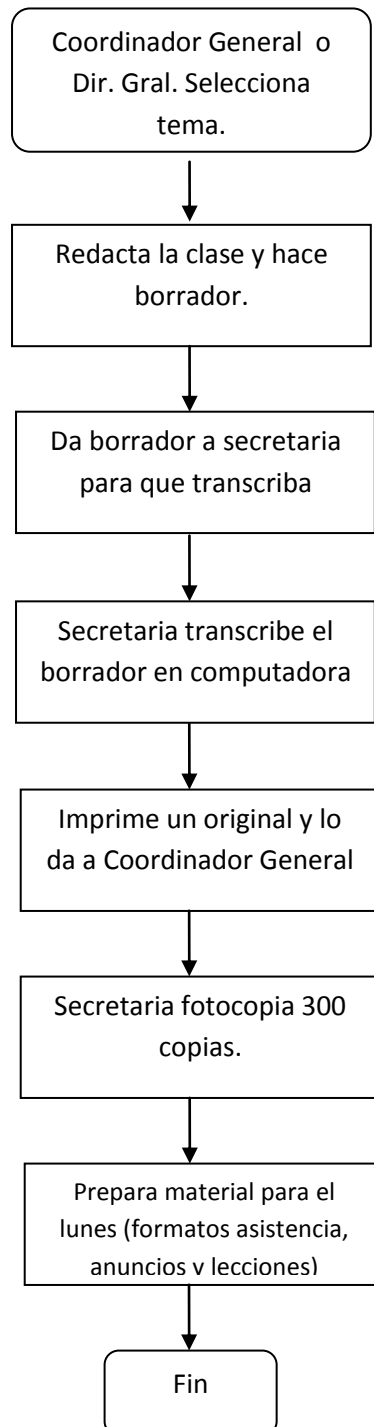 Coordinador General o
Dir. Gral. Selecciona
tema.
Redacta la clase y hace
borrador.
Da borrador a secretaria
para que transcriba
Secretaria transcribe el
borrador en computadora
Imprime un original y lo
da a Coordinador General
Secretaria fotocopia 300
copias.
Prepara material para el
lunes (formatos asistencia,
anuncios y lecciones)
Fin